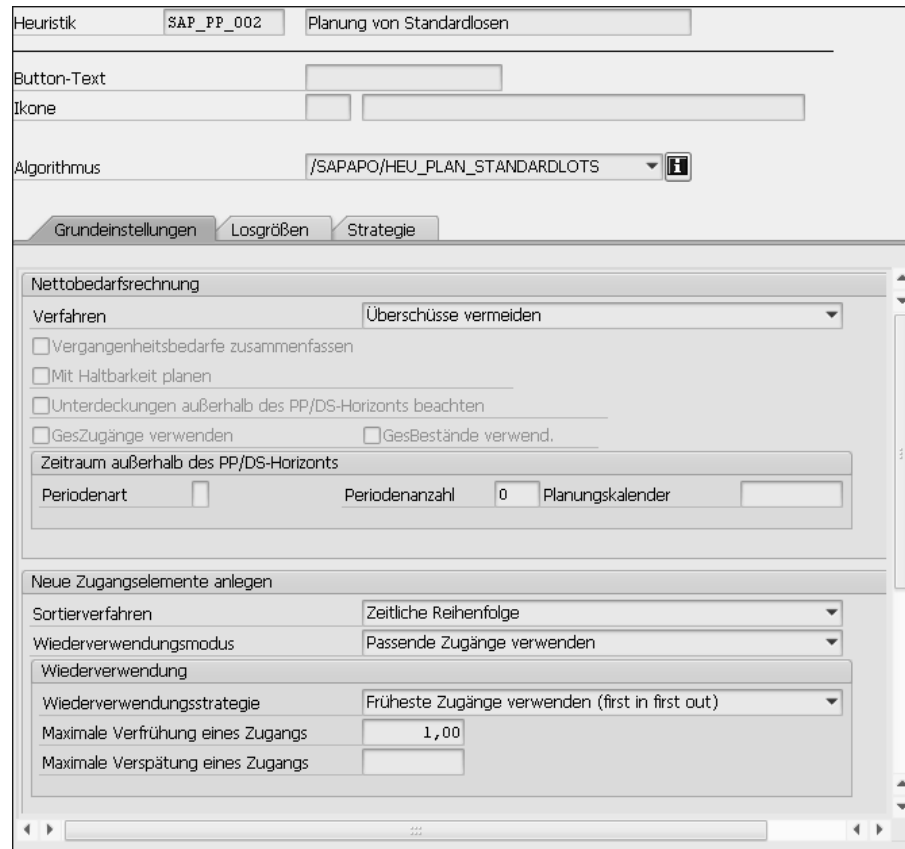 Heuristik SAP_PP_002 Planung von Standardlosen
Button-Text
Ikone
Algorithmus /SAPAPO/HEU_PLAN_STANDARDLOTS
Grundeinstellungen Losgrößen Strategie
Nettobedarfsrechnung
Verfahren Überschüsse vermeiden
Vergangenheitsbedarfe zusammenfassen
Mit Haltbarkeit planen
Unterdeckungen außerhalb des PP/DS-Horizonts beachten
GesZugänge verwenden GesBestände verwend.
Zeitraum außerhalb des PP/DS-Horizonts
Periodenart Periodenanzahl 0 Planungskalender
Neue Zugangselemente anlegen
Sortierverfahren Zeitliche Reihenfolge
Wiederverwendungsmodus Passende Zugänge verwenden
Wiederverwendung
Wiederverwendungsstrategie Früheste Zugänge verwenden (first in first out)
Maximale Verfrühung eines Zugangs 1,00
Maximale Verspätung eines Zugangs